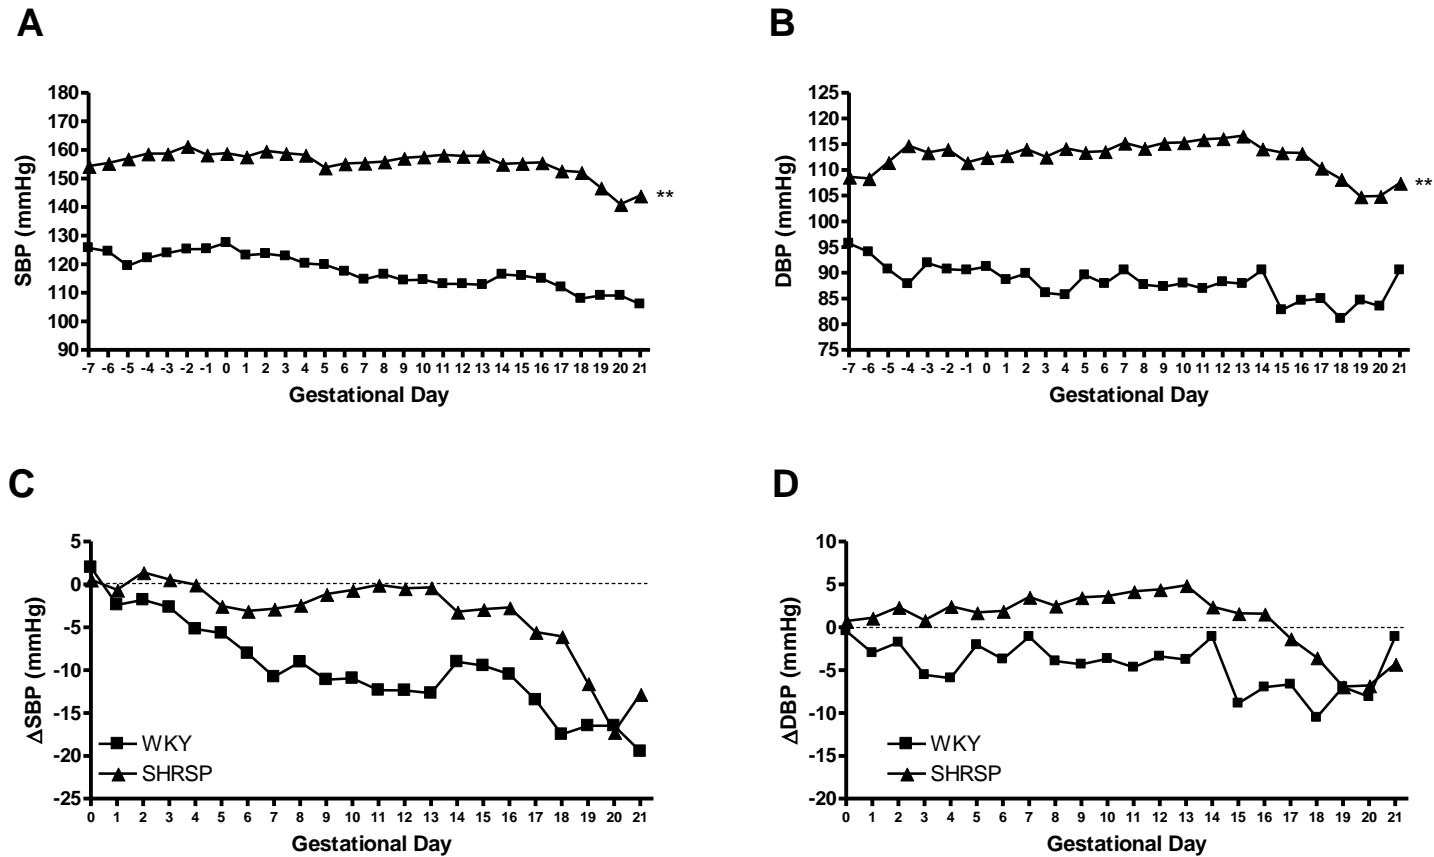 A
180
170
160
150
140
130
120
110
100
90
SBP (mmHg)
**
-7 -6 -5 -4 -3 -2 -1 0 1 2 3 4 5 6 7 8 9 10 11 12 13 14 15 16 17 18 19 20 21
Gestational Day
B
125
120
115
110
105
100
95
90
85
80
75
DBP (mmHg)
**
-7 -6 -5 -4 -3 -2 -1 0 1 2 3 4 5 6 7 8 9 10 11 12 13 14 15 16 17 18 19 20 21
Gestational Day
C
5
0
-5
-10
-15
-20
-25
ΔSBP (mmHg)
WKY
SHRSP
0 1 2 3 4 5 6 7 8 9 10 11 12 13 14 15 16 17 18 19 20 21
Gestational Day
D
10
5
0
-5
-10
-15
-20
ΔDBP (mmHg)
WKY
SHRSP
0 1 2 3 4 5 6 7 8 9 10 11 12 13 14 15 16 17 18 19 20 21
Gestational Day